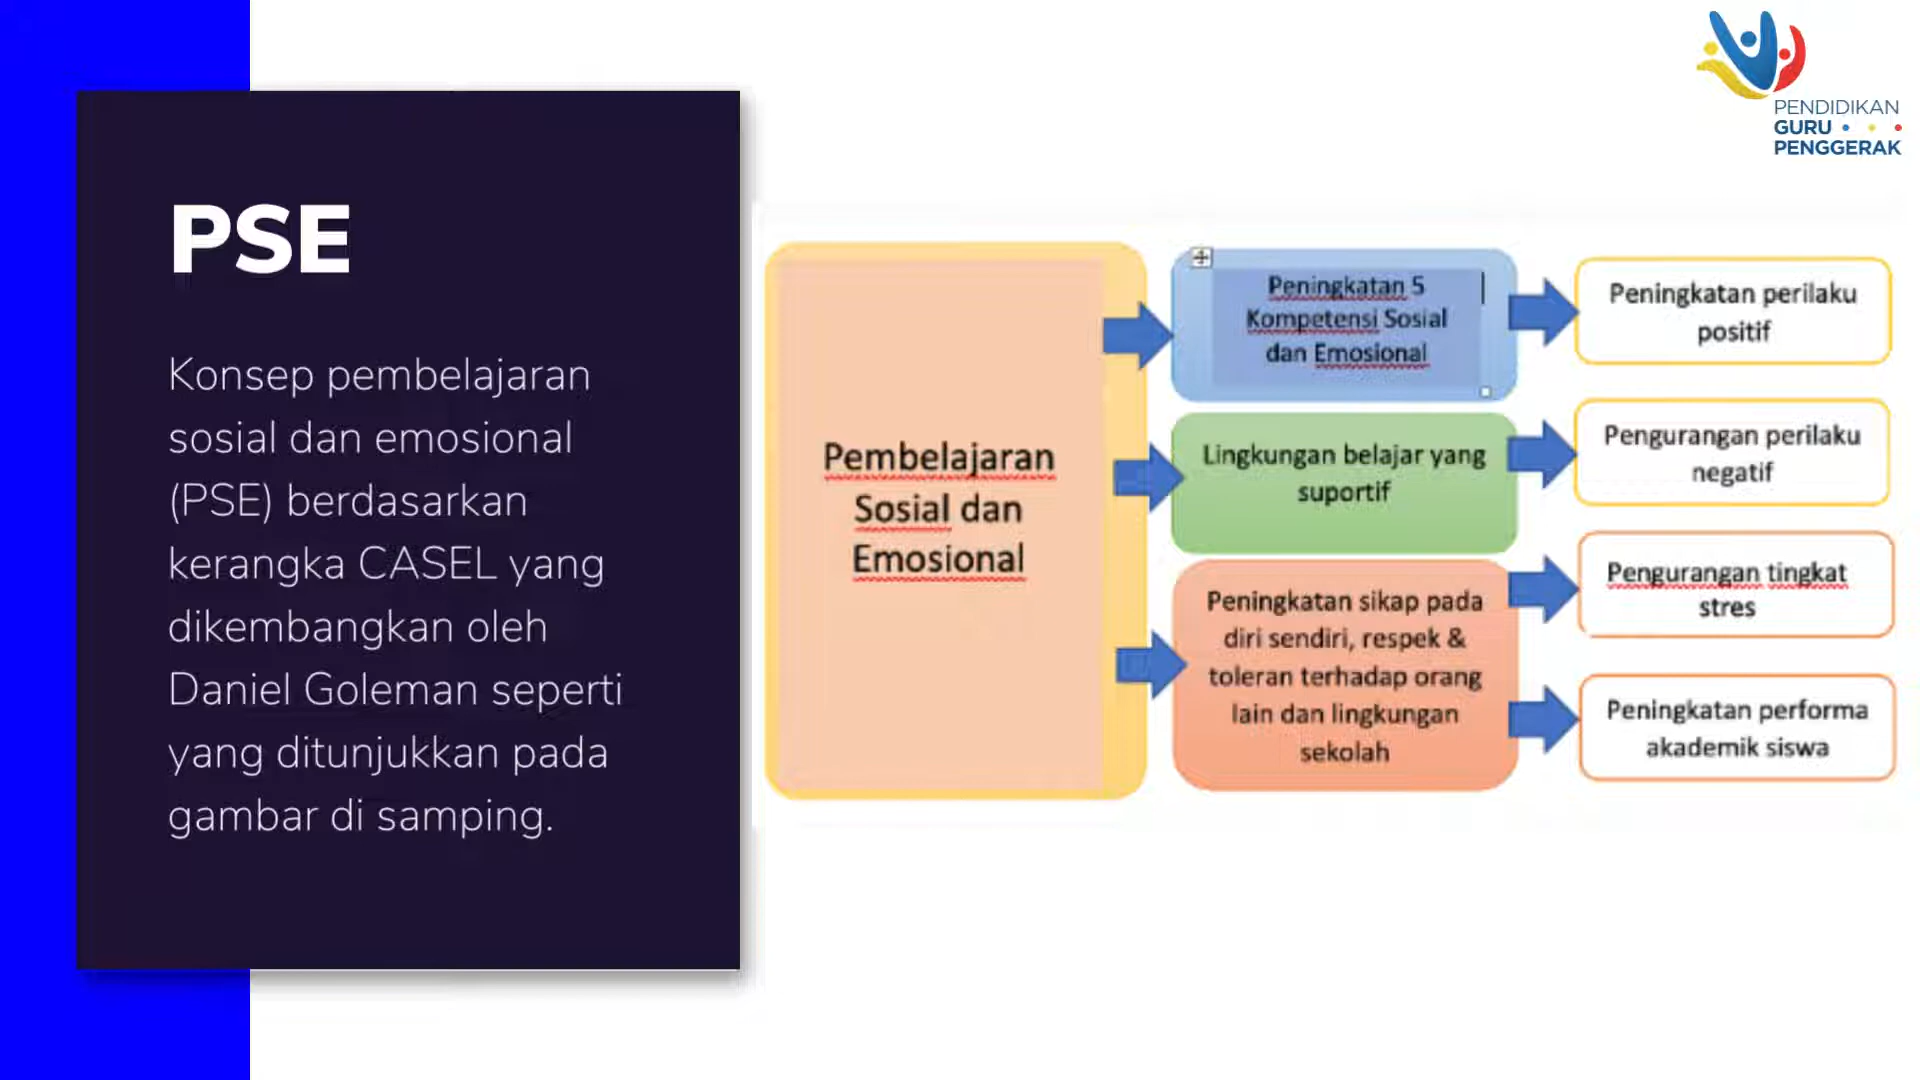 PENDIDIKAN
GURU
PENGGERAK
PSE
Konsep pembelajaran
sosial dan emosional
(PSE) berdasarkan
kerangka CASEL yang
dikembangkan oleh
Daniel Goleman seperti
yang ditunjukkan pada
gambar di samping.
Pembelajaran
Sosial dan
Emosional
Peningkatan 5
Kompetensi Sosial
dan Emosional
Lingkungan belajar yang
suportif
Peningkatan sikap pada
diri sendiri, respek &
toleran terhadap orang
lain dan lingkungan
sekolah
Peningkatan perilaku
positif
Pengurangan perilaku
negatif
Pengurangan tingkat
stres
Peningkatan performa
akademik siswa